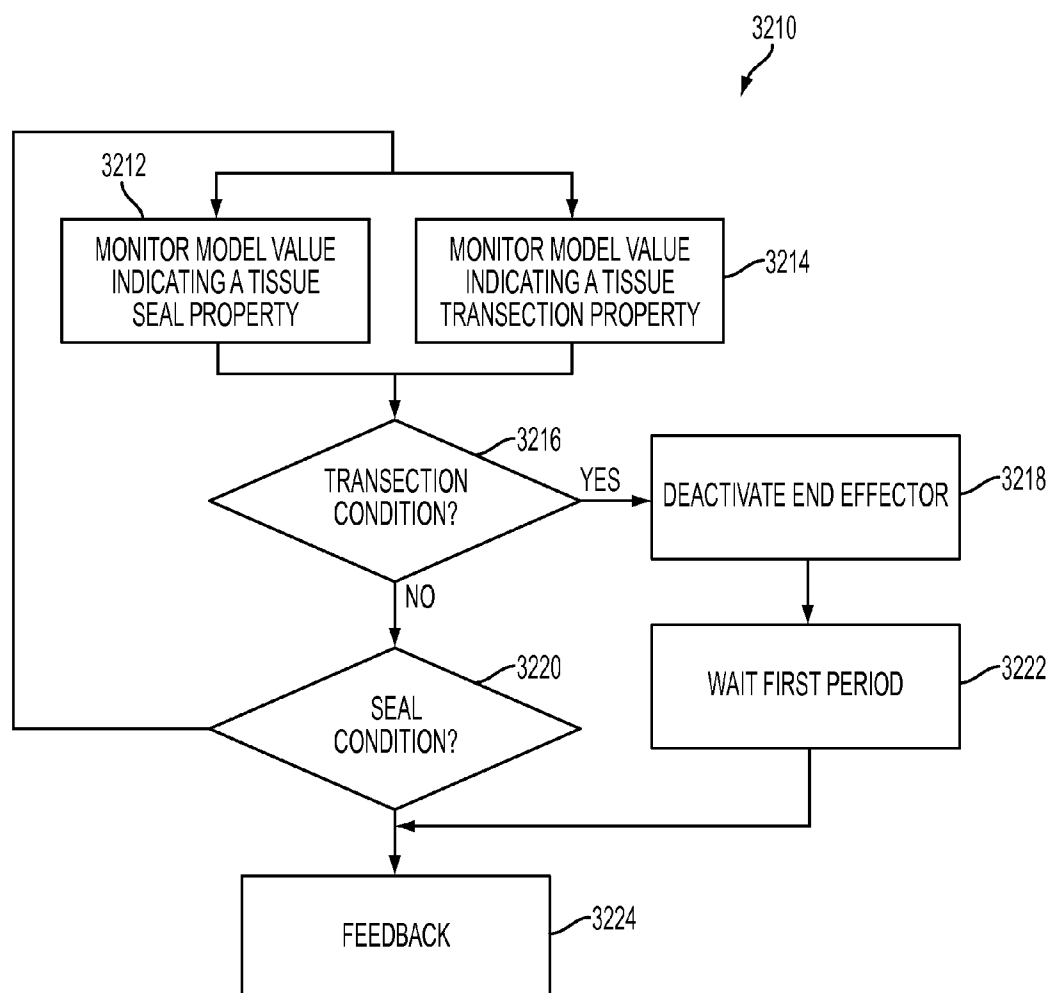 3210
3212
MONITOR MODEL VALUE
INDICATING A TISSUE
SEAL PROPERTY
MONITOR MODEL VALUE
INDICATING A TISSUE
TRANSECTION PROPERTY
3214
3216
TRANSECTION
CONDITION?
YES
DEACTIVATE END EFFECTOR
3218
NO
3220
SEAL
CONDITION?
WAIT FIRST PERIOD
3222
FEEDBACK
3224